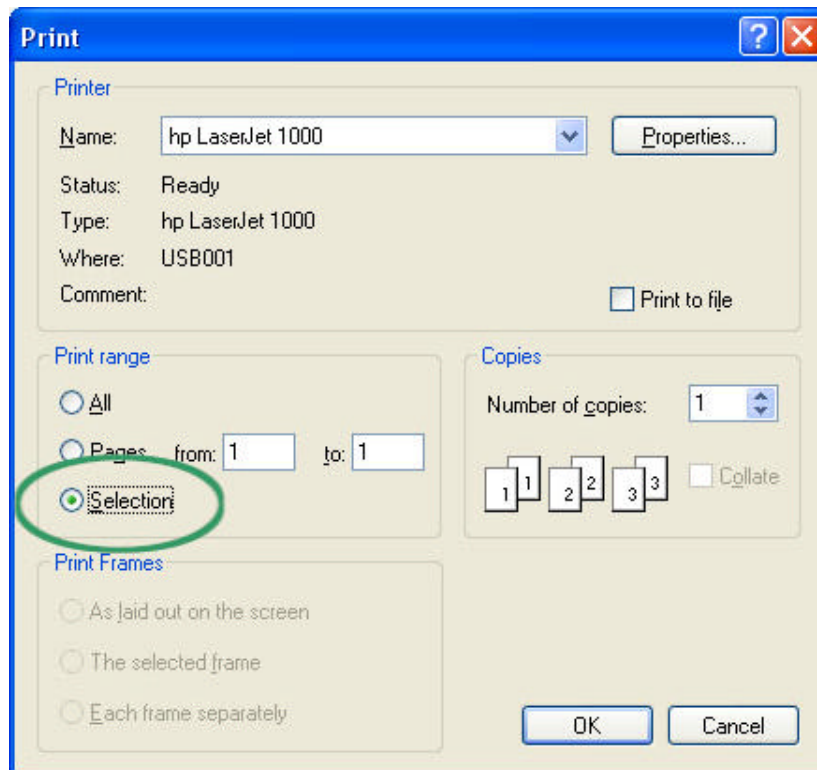 Print
Printer
Name: hp LaserJet 1000 Properties...
Status: Ready
Type: hp LaserJet 1000
Where: USB001
Comment:
Print to file
Print range
All
Pages from: 1 to: 1
Selection
Copies
Number of copies: 1
1 1 2 2 3 3 Collate
Print Frames
As laid out on the screen
The selected frame
Each frame separately
OK Cancel